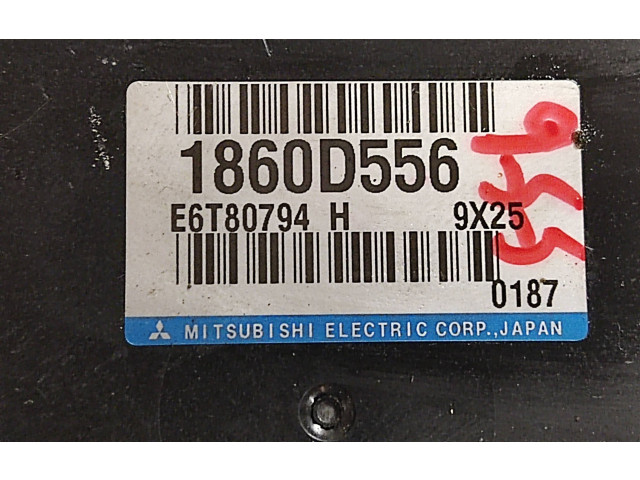 1860D556
E6T80794 H 9X25
0187
MITSUBISHI ELECTRIC CORP.,JAPAN